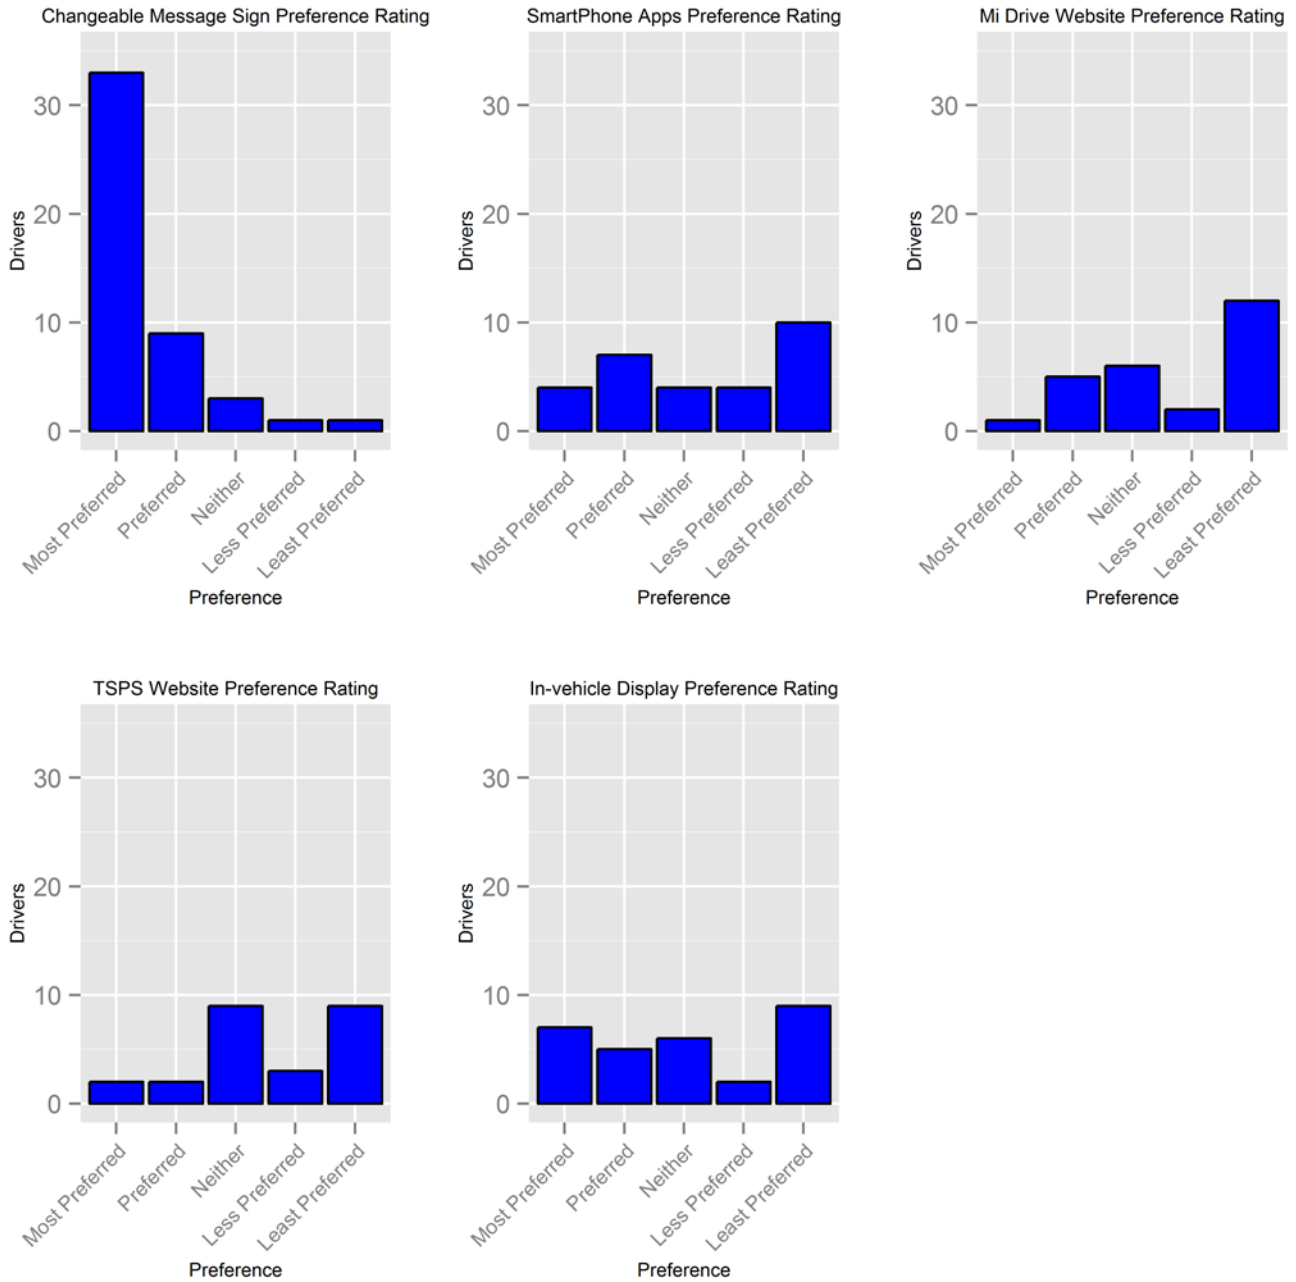 Changeable Message Sign Preference Rating
Drivers
30
20
10
0
Most Preferred
Preferred
Neither
Less Preferred
Least Preferred
Preference
SmartPhone Apps Preference Rating
Drivers
30
20
10
0
Most Preferred
Preferred
Neither
Less Preferred
Least Preferred
Preference
Mi Drive Website Preference Rating
Drivers
30
20
10
0
Most Preferred
Preferred
Neither
Less Preferred
Least Preferred
Preference
TSPS Website Preference Rating
Drivers
30
20
10
0
Most Preferred
Preferred
Neither
Less Preferred
Least Preferred
Preference
In-vehicle Display Preference Rating
Drivers
30
20
10
0
Most Preferred
Preferred
Neither
Less Preferred
Least Preferred
Preference